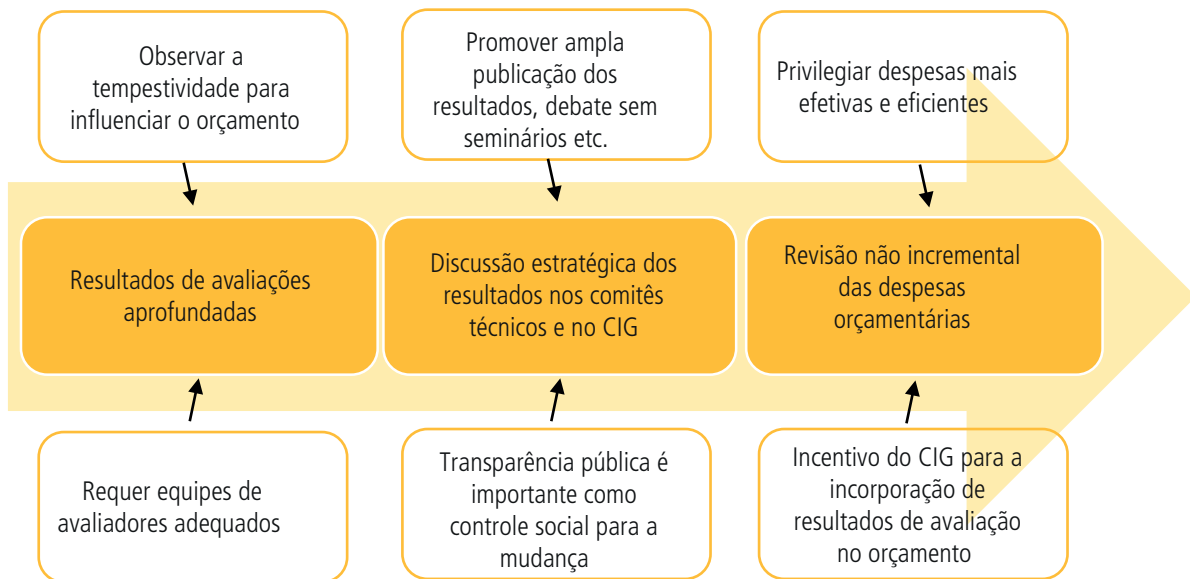 Observar a
tempestividade para
influenciar o orçamento
Promover ampla
publicação dos
resultados, debate sem
seminários etc.
Privilegiar despesas mais
efetivas e eficientes
Resultados de avaliações
aprofundadas
Discussão estratégica dos
resultados nos comitês
técnicos e no CIG
Revisão não incremental
das despesas
orçamentárias
Requer equipes de
avaliadores adequados
Transparência pública é
importante como
controle social para a
mudança
Incentivo do CIG para a
incorporação de
resultados de avaliação
no orçamento